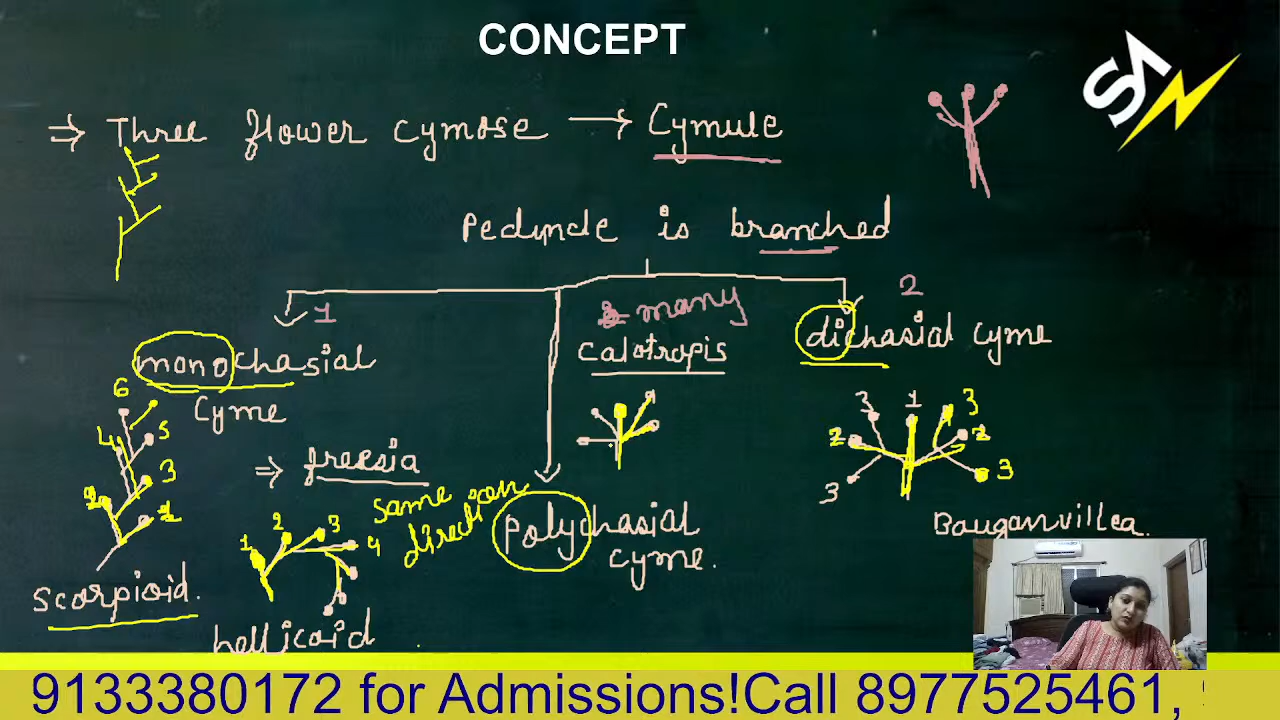 CONCEPT
SAN
⇒ Three flower cymose → Cymule
Peduncle is branched
1
many
2
monochasial
Cyme
calotropis
dichasial cyme
6
4
5
3
2
1
⇒ freesia
same
direction
1 2 3 4
hellicoid
scorpioid.
polychasial
cyme.
3 1 3
2 2
3 3
Bauganvillea.
9133380172 for Admissions!Call 8977525461,